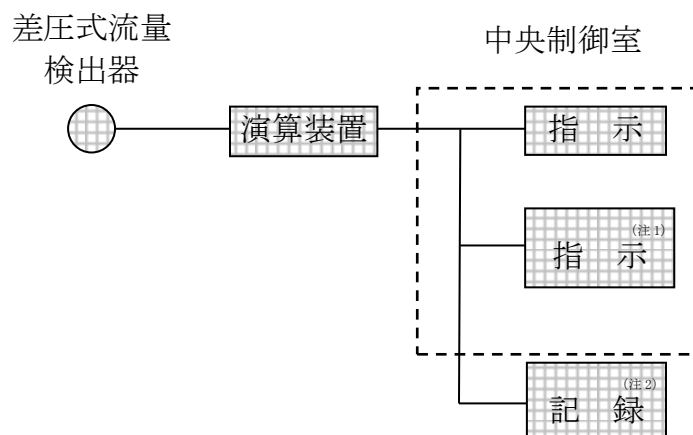 差圧式流量
検出器
中央制御室
演算装置
指　示
(注1)
指　示
(注2)
記　録